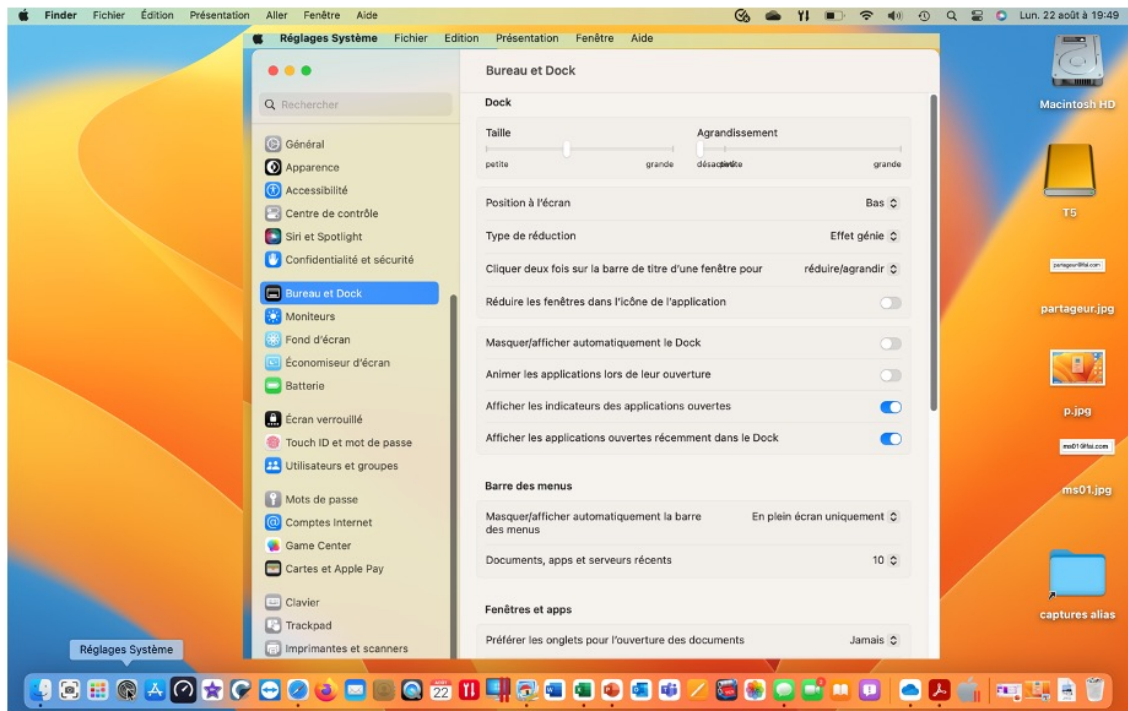 Finder Fichier Édition Présentation Aller Fenêtre Aide
Lun. 22 août à 19:49
Réglages Système Fichier Edition Présentation Fenêtre Aide
Bureau et Dock
Rechercher
Général
Apparence
Accessibilité
Centre de contrôle
Siri et Spotlight
Confidentialité et sécurité
Bureau et Dock
Moniteurs
Fond d'écran
Économiseur d'écran
Batterie
Écran verrouillé
Touch ID et mot de passe
Utilisateurs et groupes
Mots de passe
Comptes Internet
Game Center
Cartes et Apple Pay
Clavier
Trackpad
Imprimantes et scanners
Dock
Taille
Agrandissement
petite
grande
grande
Position à l'écran
Bas
Type de réduction
Effet génie
Cliquer deux fois sur la barre de titre d'une fenêtre pour
réduire/agrandir
Réduire les fenêtres dans l'icône de l'application
Masquer/afficher automatiquement le Dock
Animer les applications lors de leur ouverture
Afficher les indicateurs des applications ouvertes
Afficher les applications ouvertes récemment dans le Dock
Barre des menus
Masquer/afficher automatiquement la barre
des menus
En plein écran uniquement
Documents, apps et serveurs récents
10
Fenêtres et apps
Préférer les onglets pour l'ouverture des documents
Jamais
Macintosh HD
T5
partageur.jpg
p.jpg
ms01.jpg
captures alias
Réglages Système
22